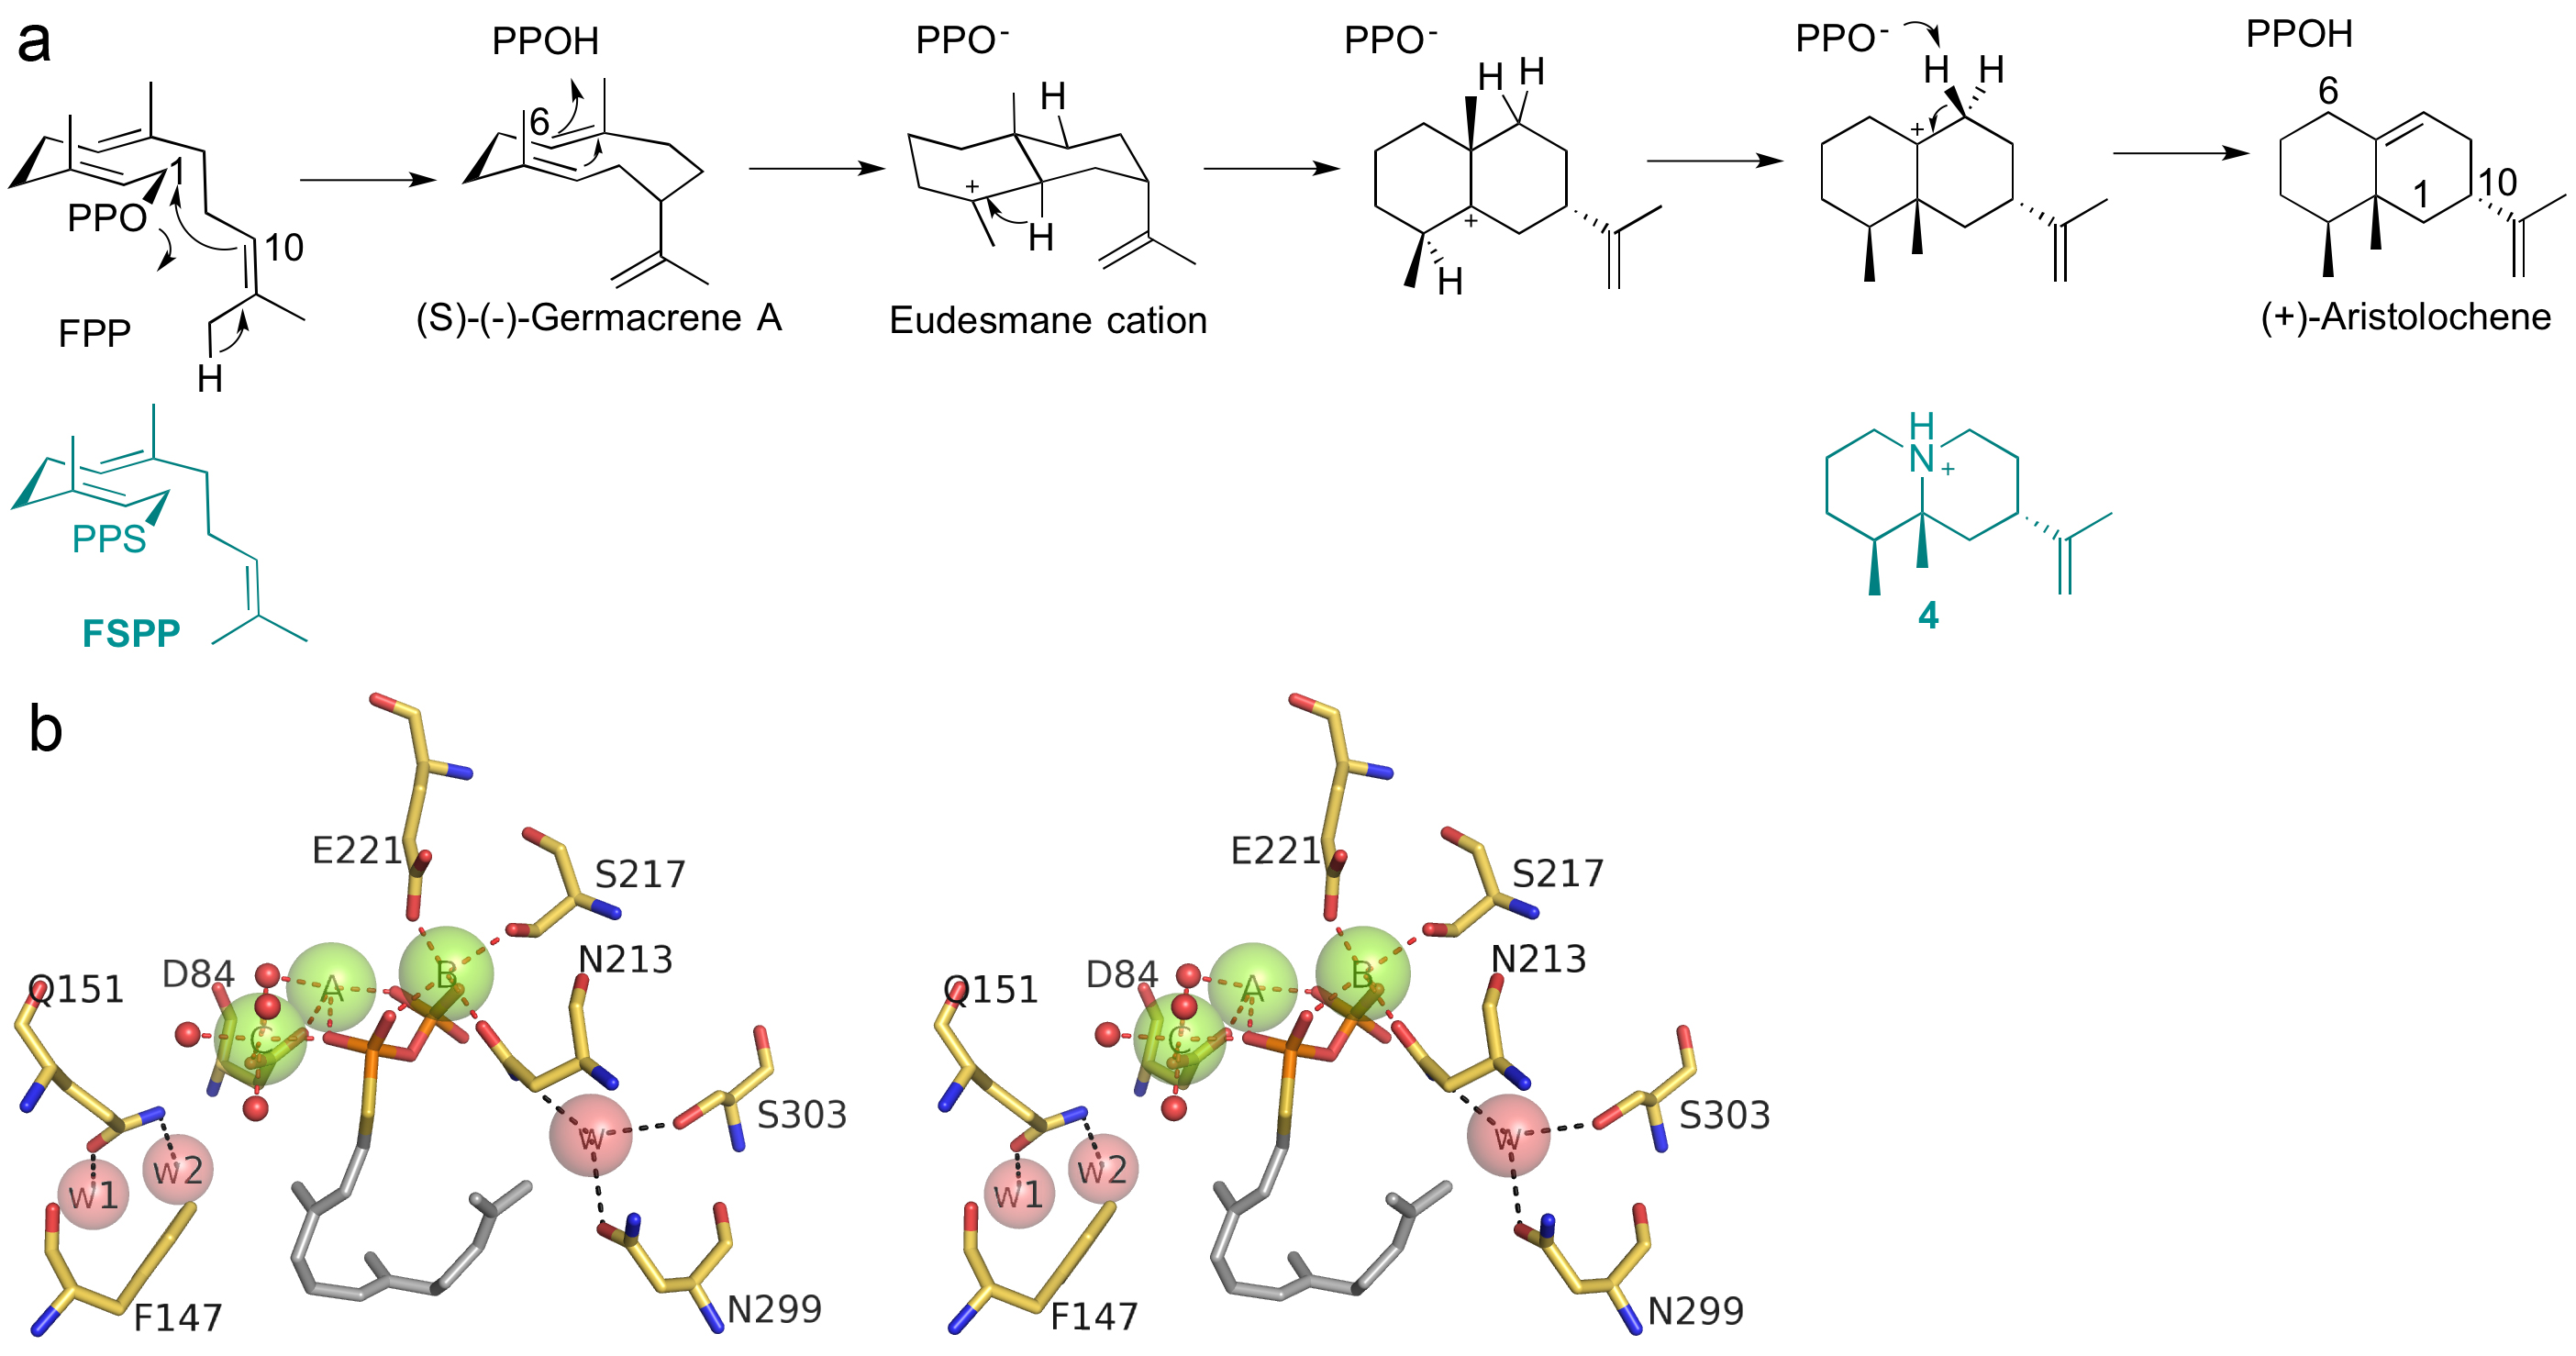 a
PPOH
PPO-
PPO-
PPO-
PPOH
H
H H
H H
6
6
1
+
PPO
10
+
H
+
H
H
1
10
FPP
(S)-(-)-Germacrene A
Eudesmane cation
(+)-Aristolochene
H
H
N
+
PPS
FSPP
4
b
E221
S217
E221
S217
Q151
D84
A
B
N213
Q151
D84
A
B
N213
C
C
w1
w2
W
S303
w1
w2
W
S303
F147
N299
F147
N299